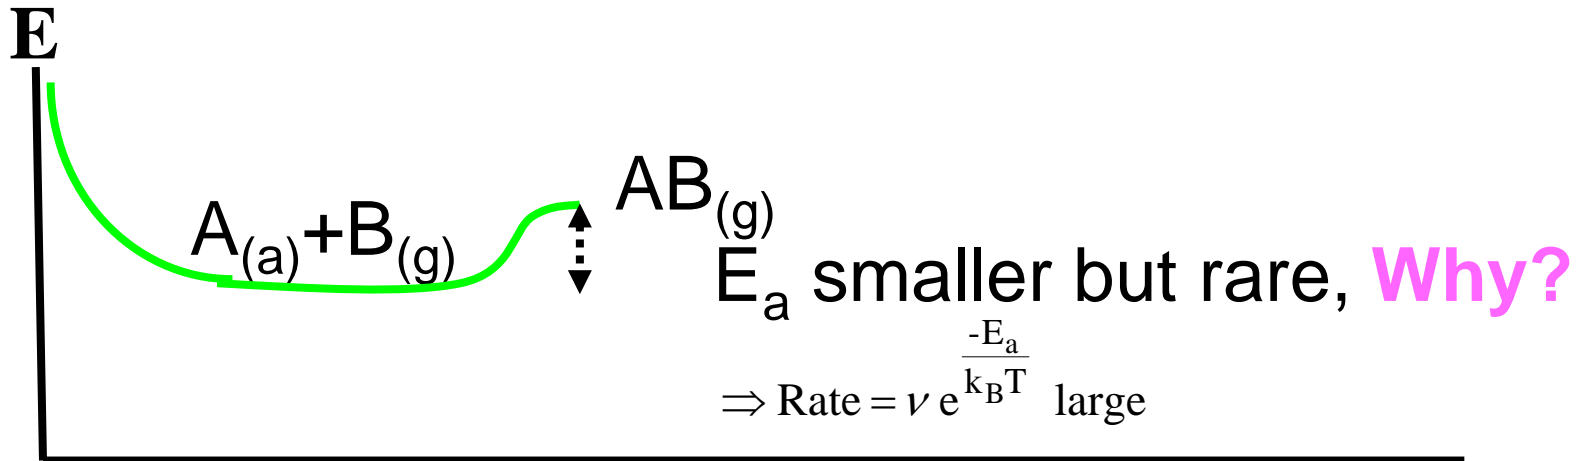 E
AB(g)
A(a)+B(g)
Ea smaller but rare, Why?
⇒ Rate = ν e^(-Ea/kBT) large